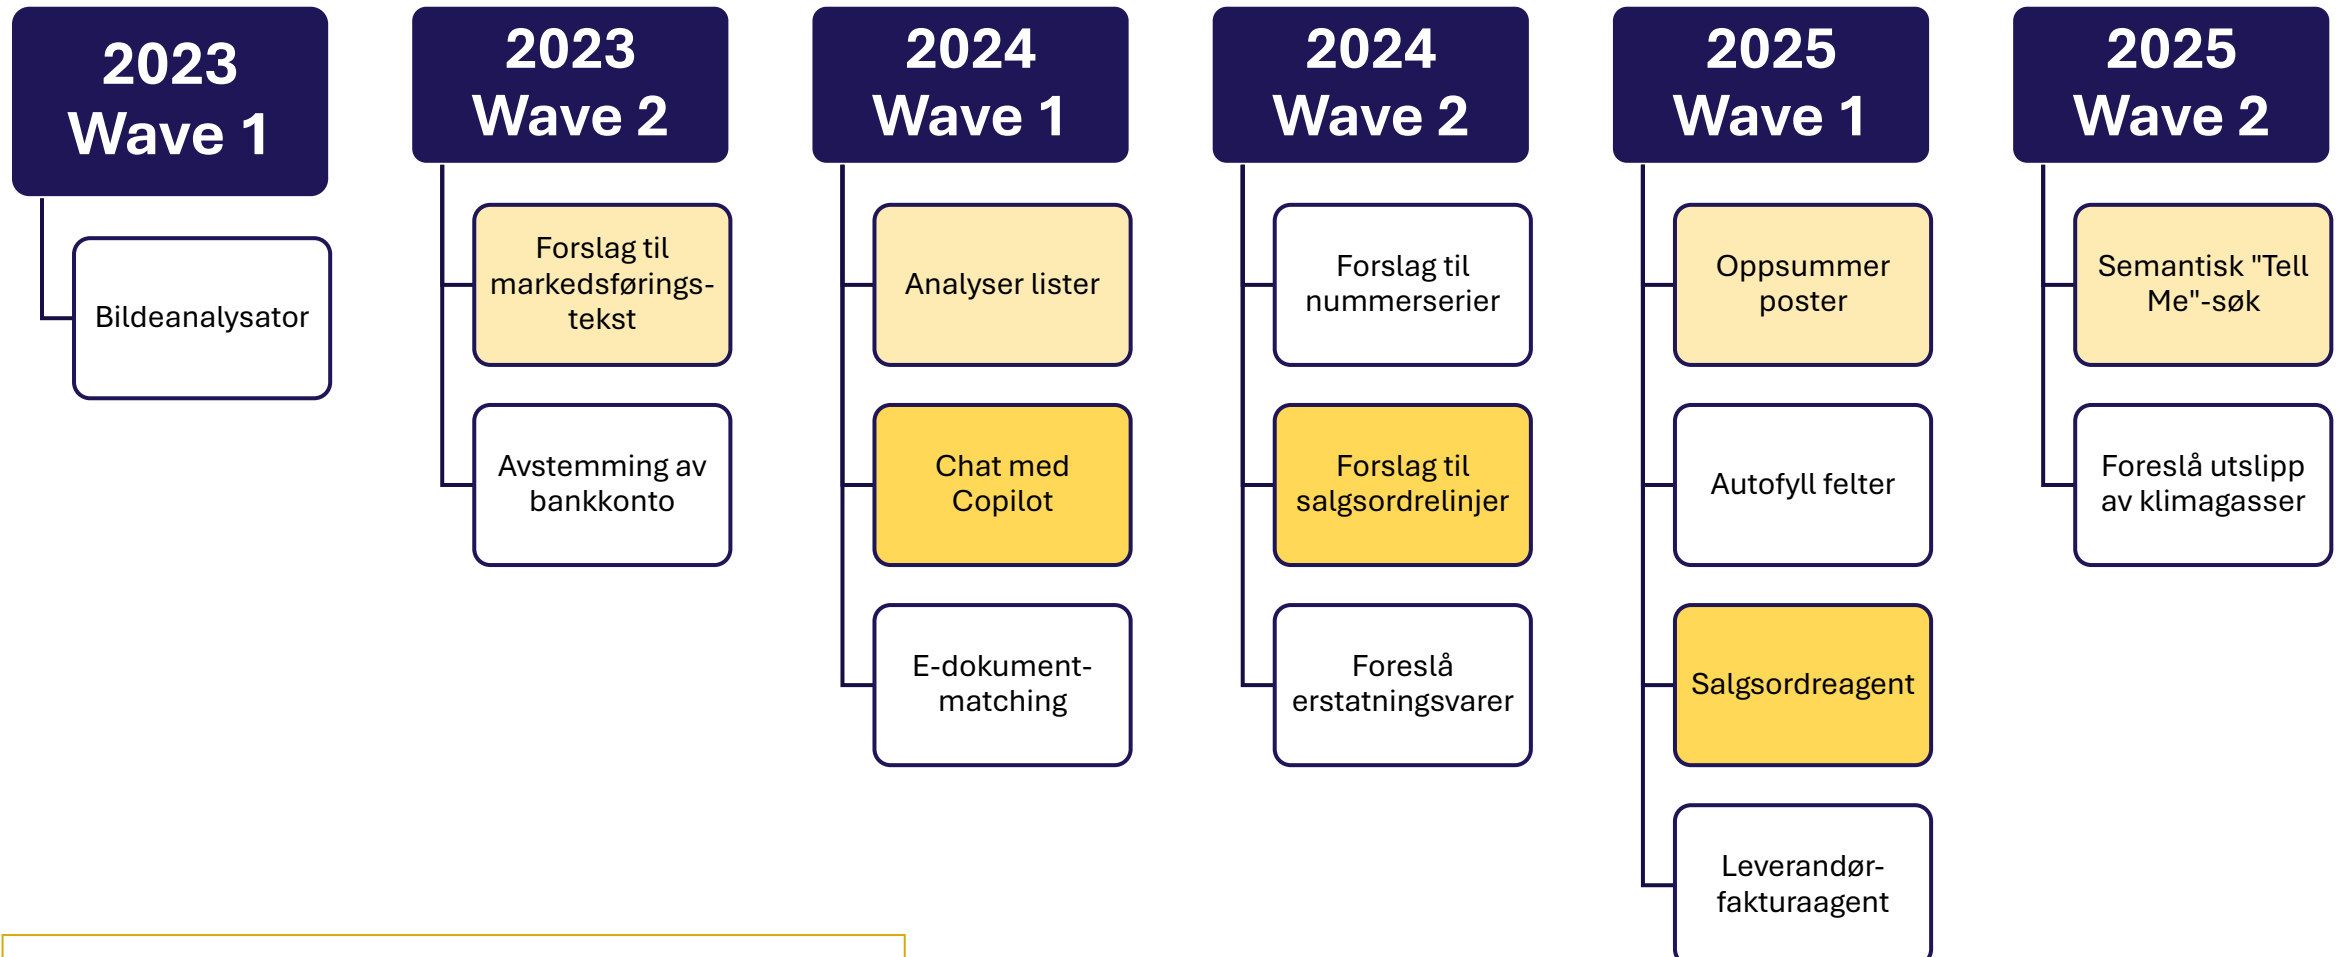 2023
Wave 1
Bildeanalysator
2023
Wave 2
Forslag til
markedsførings-
tekst
Avstemming av
bankkonto
2024
Wave 1
Analyser lister
Chat med
Copilot
E-dokument-
matching
2024
Wave 2
Forslag til
nummerserier
Forslag til
salgsordrelinjer
Foreslå
erstatningsvarer
2025
Wave 1
Oppsummer
poster
Autofyll felter
Salgsordreagent
Leverandør-
fakturaagent
2025
Wave 2
Semantisk "Tell
Me"-søk
Foreslå utslipp
av klimagasser